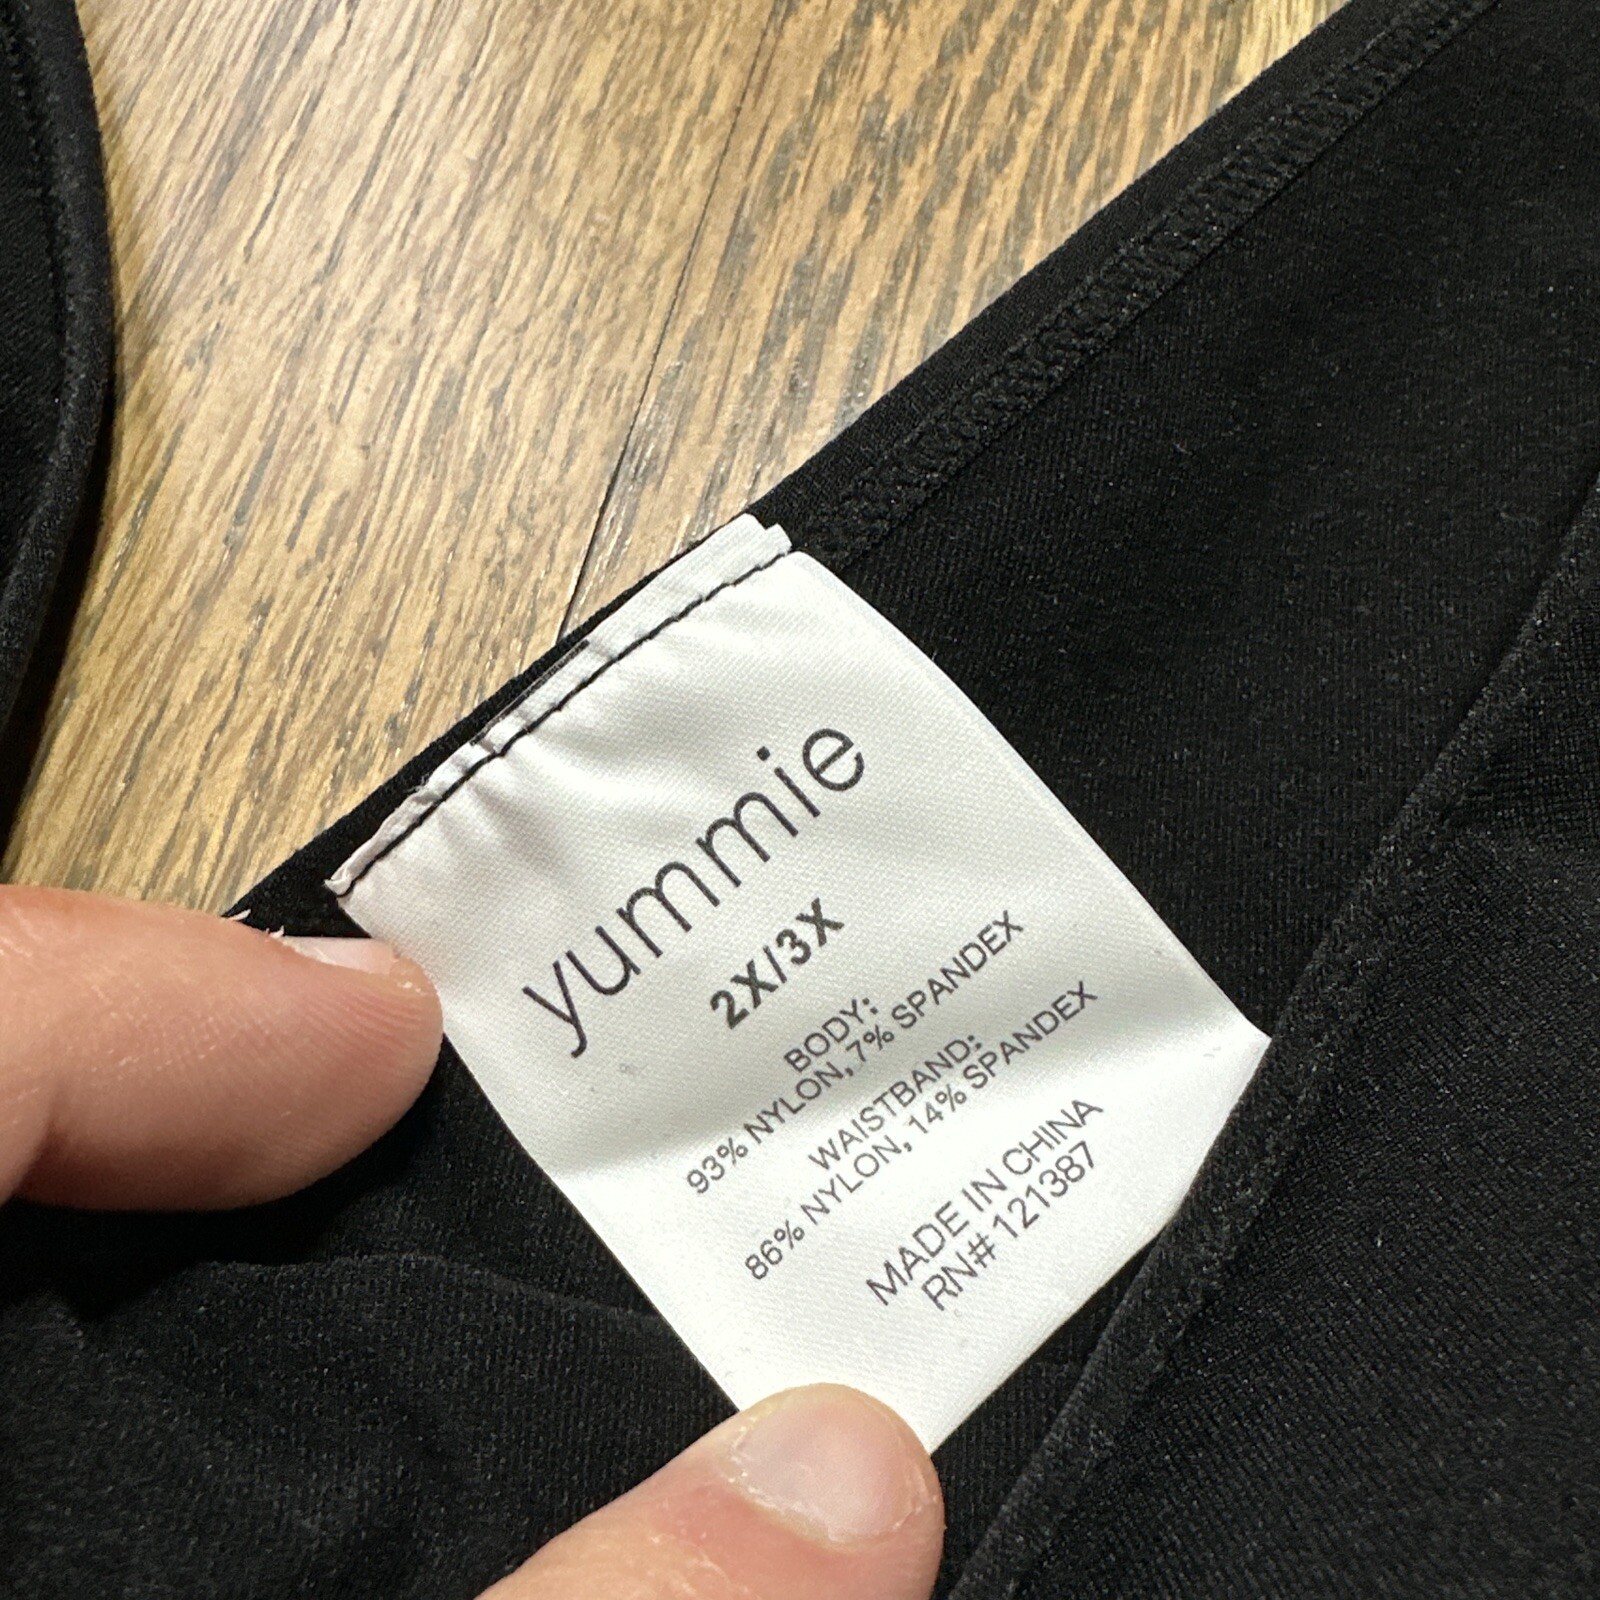 yummie
2X/3X
BODY:
93% NYLON, 7% SPANDEX
WAISTBAND:
86% NYLON, 14% SPANDEX
MADE IN CHINA
RN# 121387